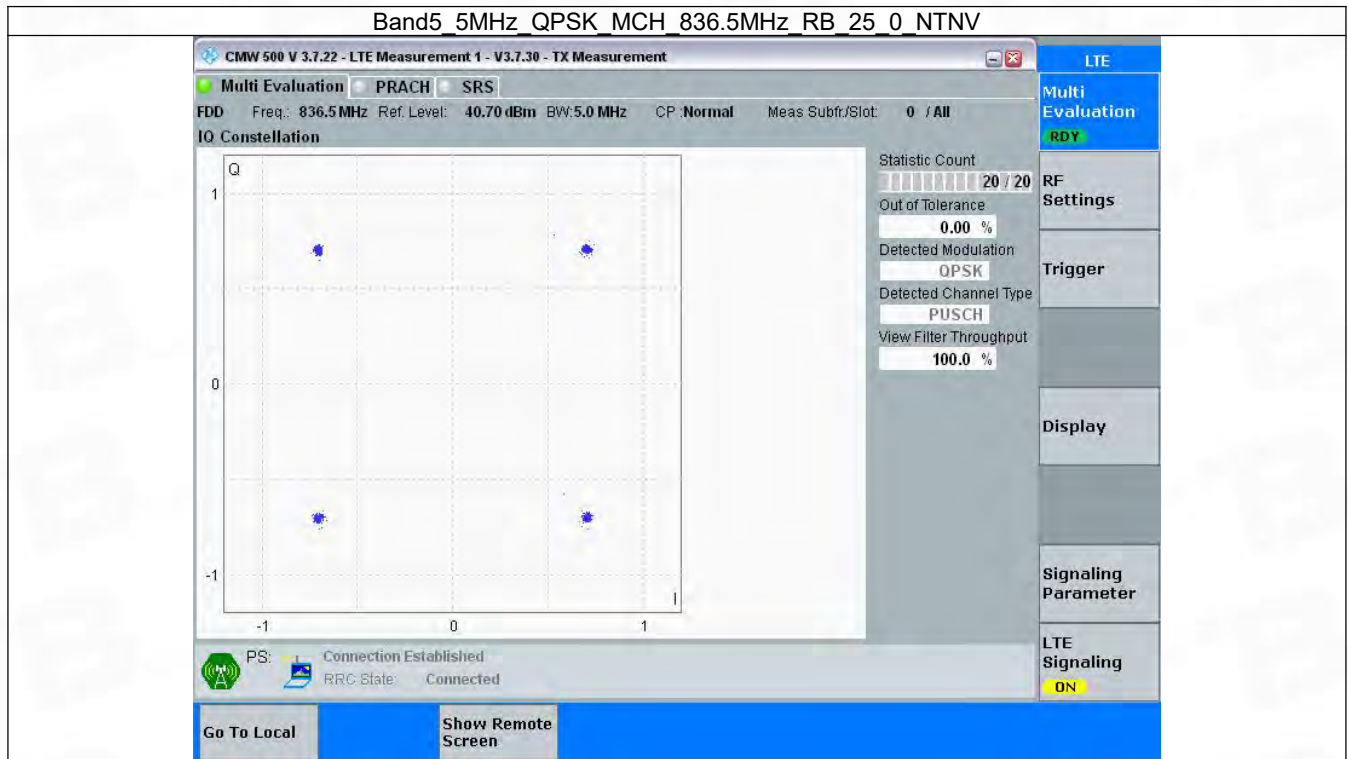 Band5_5MHz_QPSK_MCH_836.5MHz_RB_25_0_NTNV
CMW 500 V 3.7.22 - LTE Measurement 1 - V3.7.30 - TX Measurement
LTE
Multi Evaluation PRACH SRS
Multi
Evaluation
RDY
FDD Freq.: 836.5 MHz Ref. Level: 40.70 dBm BW: 5.0 MHz CP : Normal Meas Subfr./Slot: 0 / All
IQ Constellation
Q
1
0
-1
I
-1 0 1
Statistic Count
20 / 20
Out of Tolerance
0.00 %
Detected Modulation
QPSK
Detected Channel Type
PUSCH
View Filter Throughput
100.0 %
RF
Settings
Trigger
Display
Signaling
Parameter
LTE
Signaling
ON
PS: Connection Established
RRC State: Connected
Go To Local
Show Remote
Screen